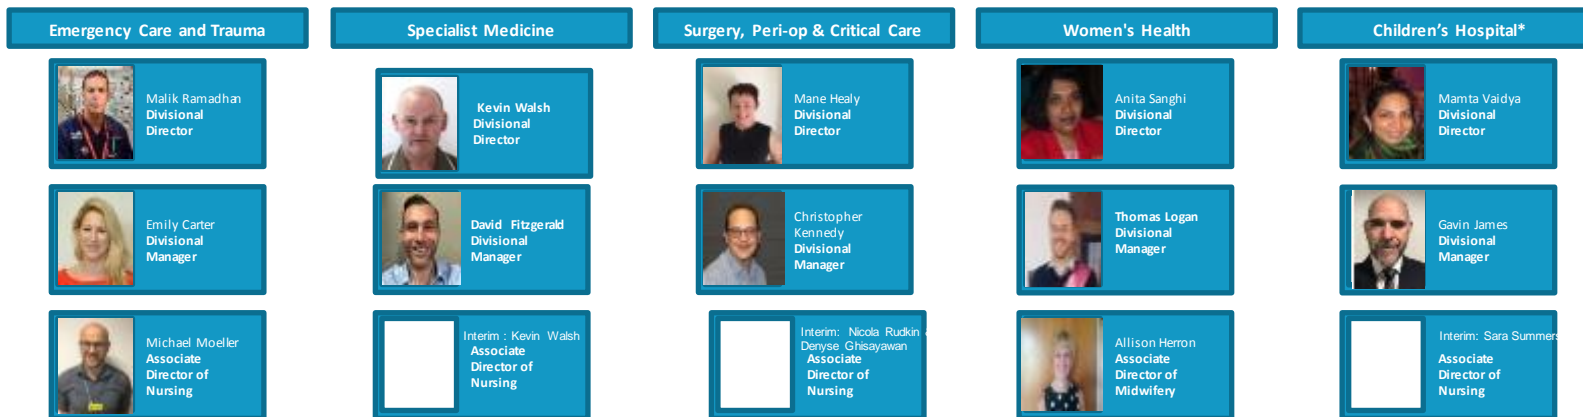 Emergency Care and Trauma
Specialist Medicine
Surgery, Peri-op & Critical Care
Women's Health
Children's Hospital*
Malik Ramadhan
Divisional
Director
Kevin Walsh
Divisional
Director
Mane Healy
Divisional
Director
Anita Sanghi
Divisional
Director
Mamta Vaidya
Divisional
Director
Emily Carter
Divisional
Manager
David Fitzgerald
Divisional
Manager
Christopher
Kennedy
Divisional
Manager
Thomas Logan
Divisional
Manager
Gavin James
Divisional
Manager
Michael Moeller
Associate
Director of
Nursing
Interim : Kevin Walsh
Associate
Director of
Nursing
Interim: Nicola Rudkin &
Denyse Ghisayawan
Associate
Director of
Nursing
Allison Herron
Associate
Director of
Midwifery
Interim: Sara Summers
Associate
Director of
Nursing